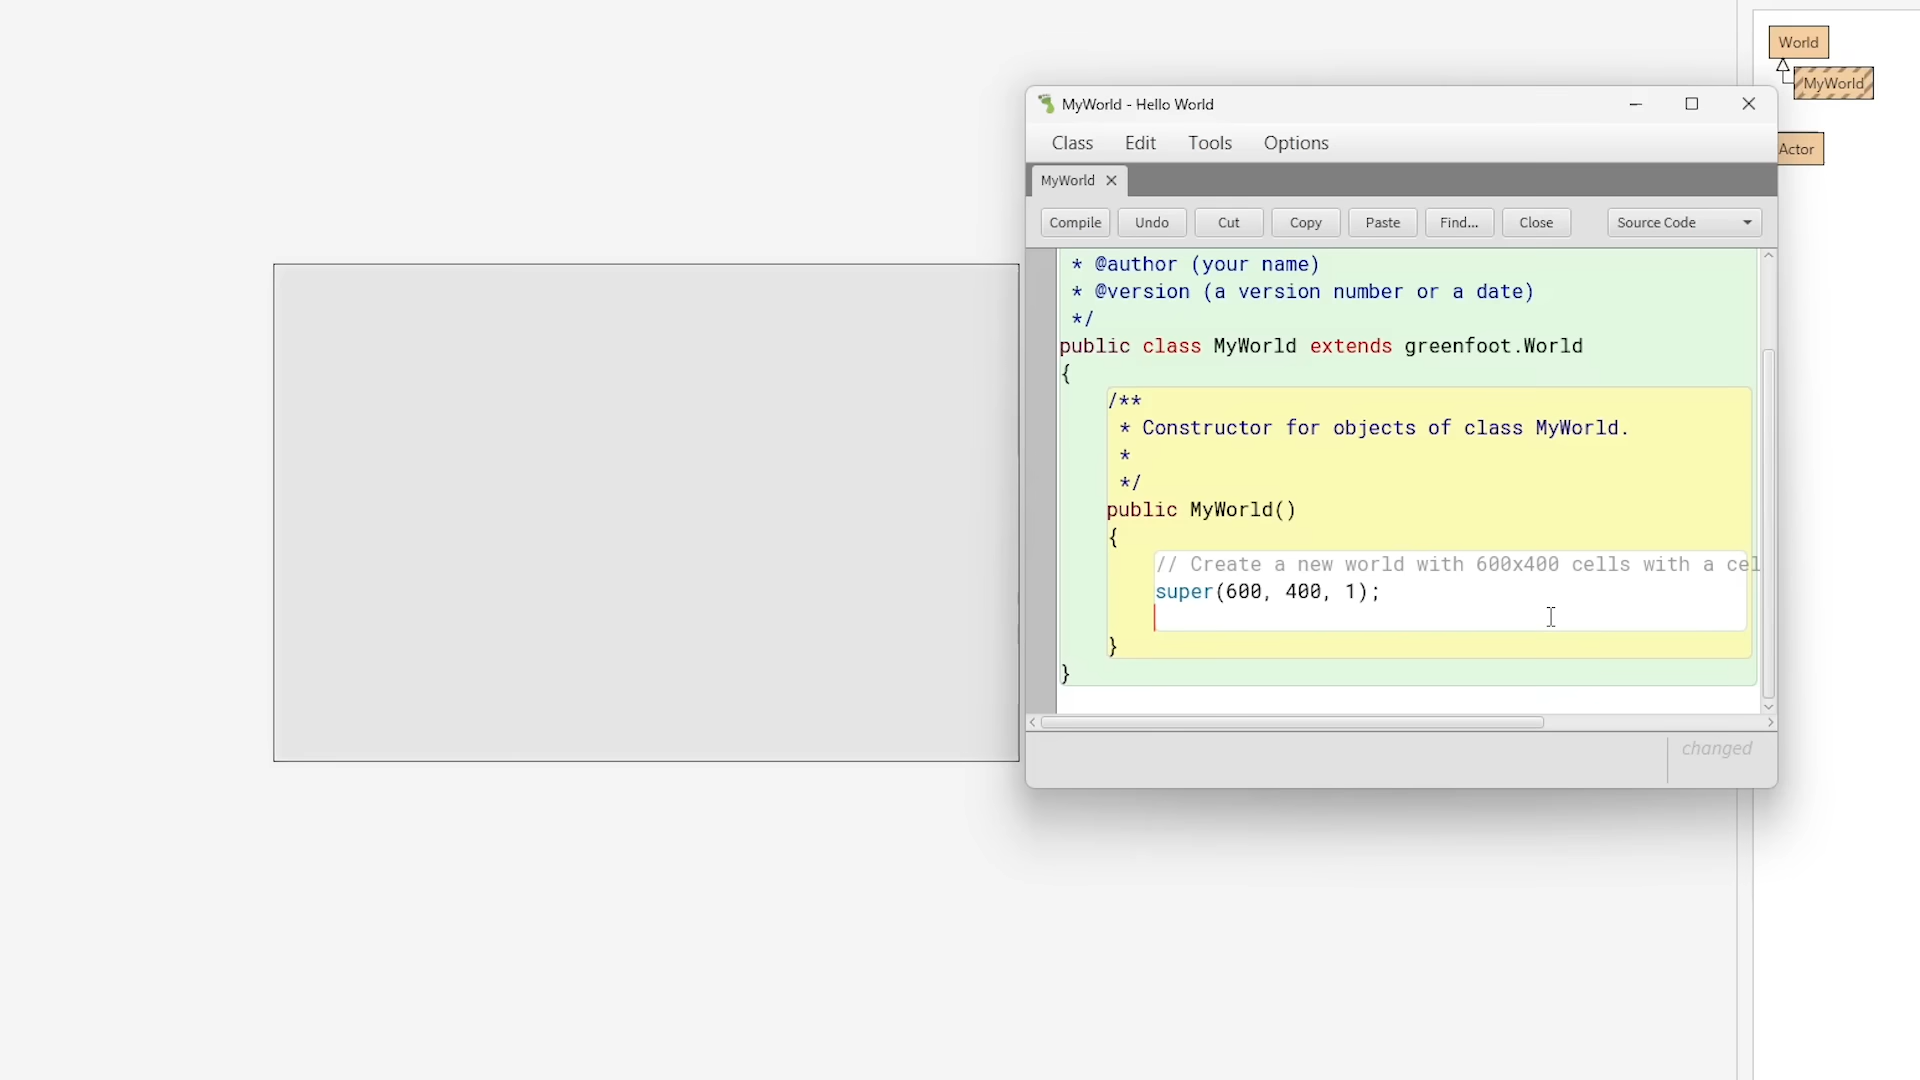 World
MyWorld
Actor
MyWorld - Hello World
Class Edit Tools Options
MyWorld
Compile Undo Cut Copy Paste Find... Close Source Code
* @author (your name)
* @version (a version number or a date)
*/
public class MyWorld extends greenfoot.World
{
/**
* Constructor for objects of class MyWorld.
*
*/
public MyWorld()
{
// Create a new world with 600x400 cells with a cel
super(600, 400, 1);
}
}
changed